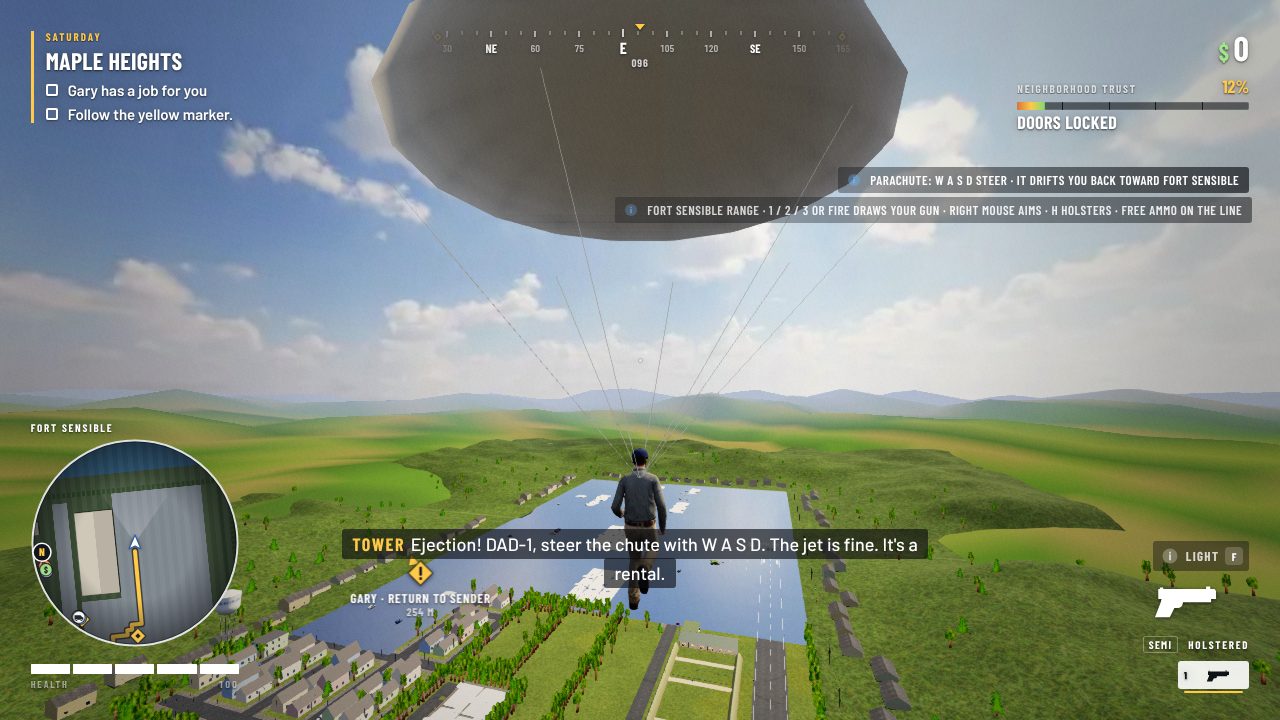 SATURDAY
MAPLE HEIGHTS
Gary has a job for you
Follow the yellow marker.
30 NE 60 75 E 105 120 SE 150 165
096
$0
NEIGHBORHOOD TRUST 12%
DOORS LOCKED
PARACHUTE: W A S D STEER · IT DRIFTS YOU BACK TOWARD FORT SENSIBLE
FORT SENSIBLE RANGE · 1 / 2 / 3 OR FIRE DRAWS YOUR GUN · RIGHT MOUSE AIMS · H HOLSTERS · FREE AMMO ON THE LINE
FORT SENSIBLE
N
$
TOWER Ejection! DAD-1, steer the chute with W A S D. The jet is fine. It's a
rental.
GARY · RETURN TO SENDER
254 M
LIGHT F
SEMI HOLSTERED
1
HEALTH 100